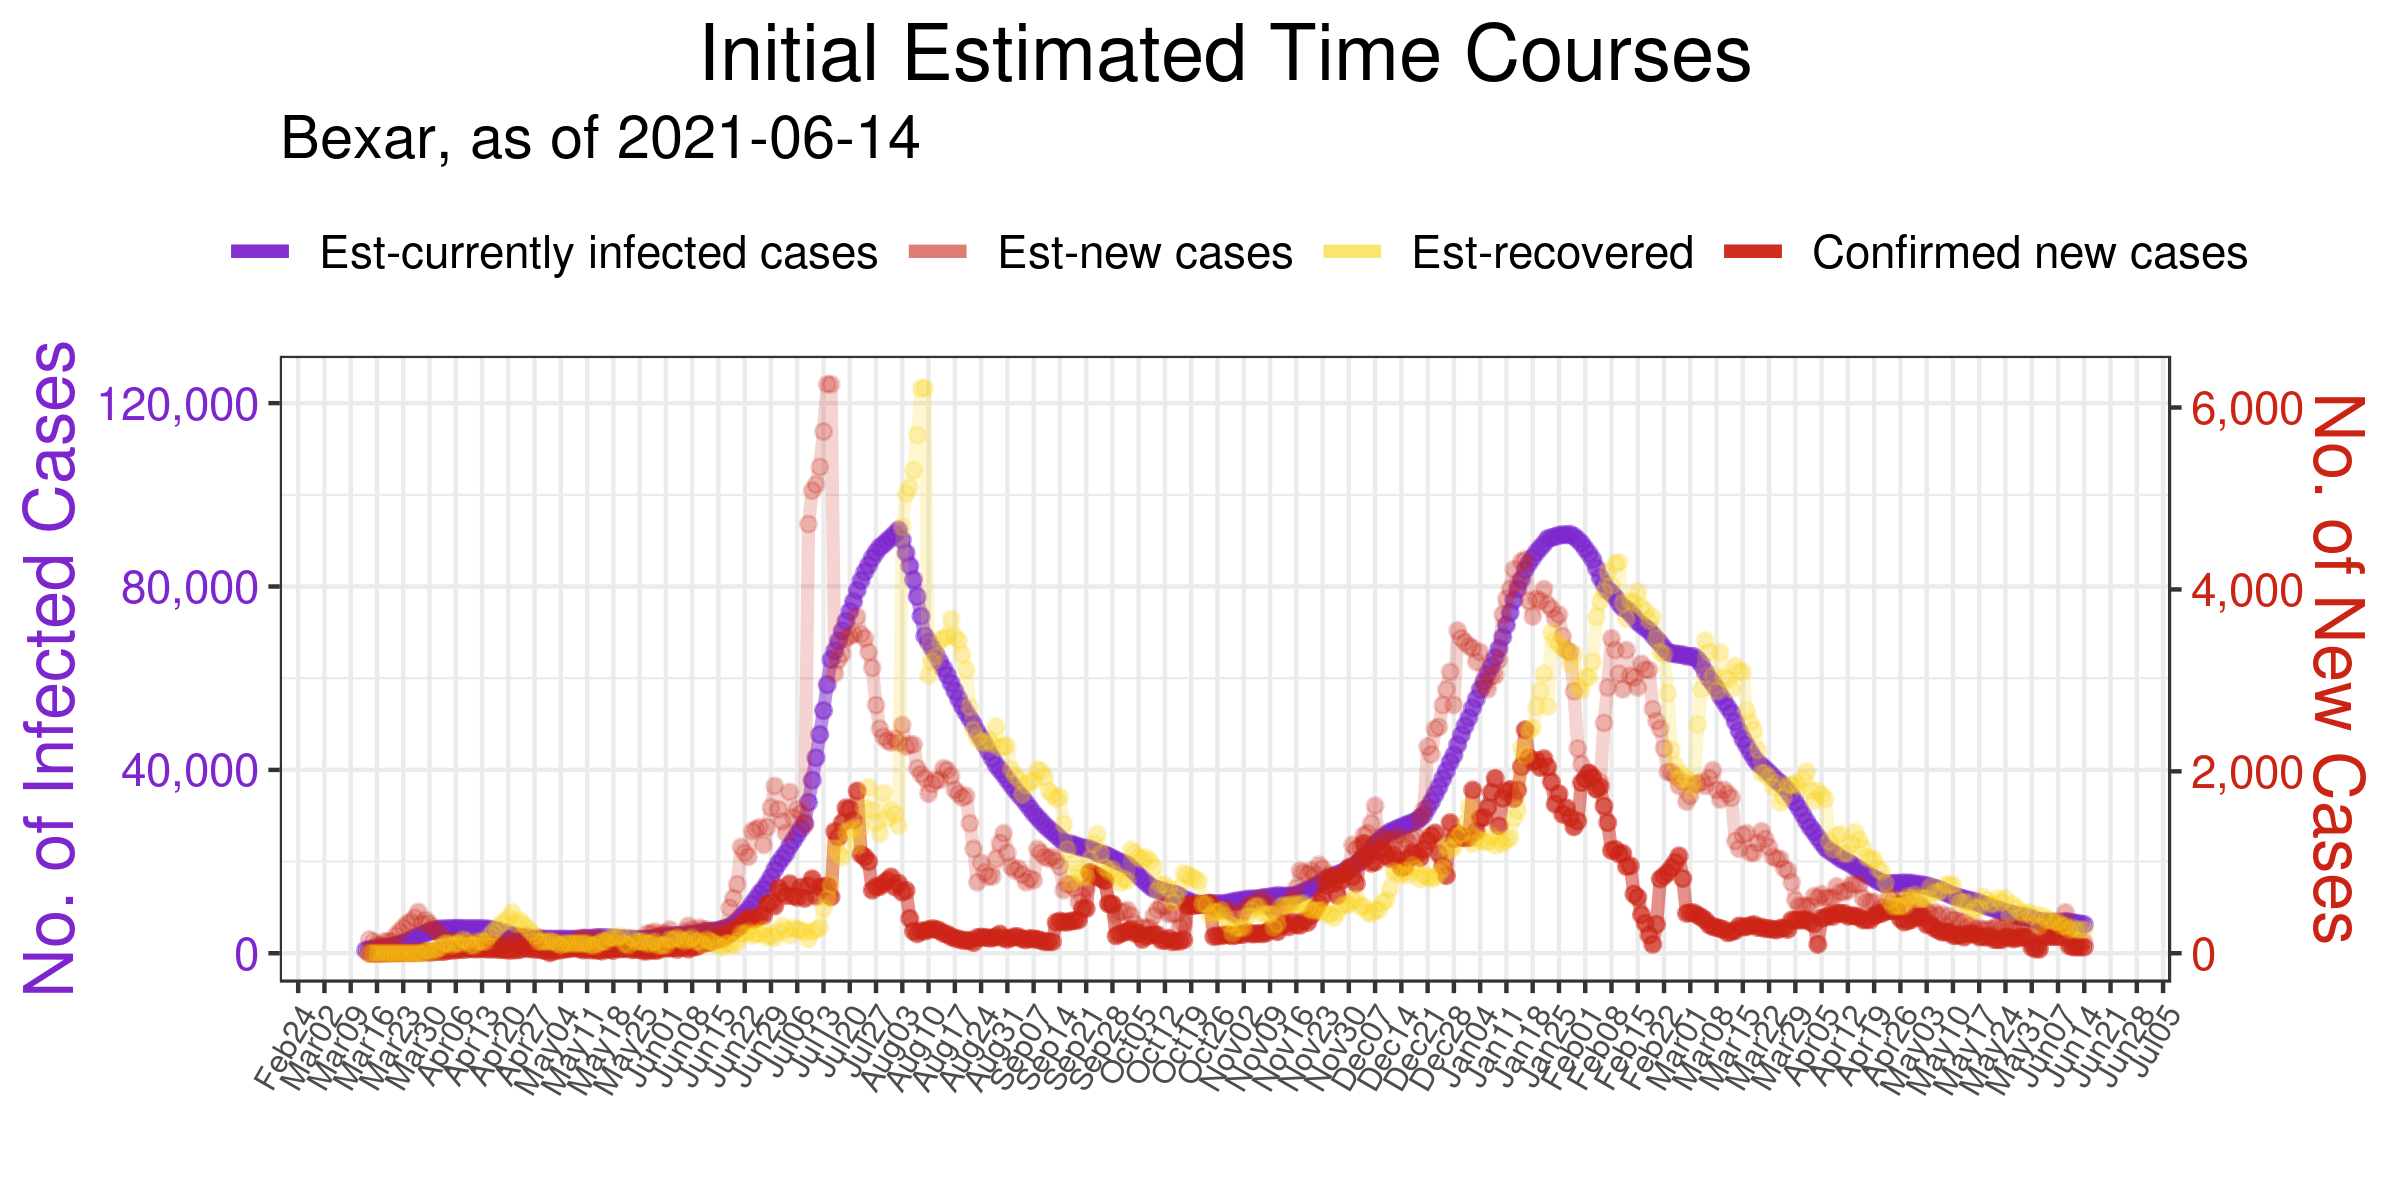 Initial Estimated Time Courses
Bexar, as of 2021-06-14
Est-currently infected cases Est-new cases Est-recovered Confirmed new cases
No. of Infected Cases
120,000
80,000
40,000
0
6,000
4,000
2,000
0
No. of New Cases
Feb24 Mar02 Mar09 Mar16 Mar23 Mar30 Apr06 Apr13 Apr20 Apr27 May04 May11 May18 May25 Jun01 Jun08 Jun15 Jun22 Jun29 Jul06 Jul13 Jul20 Jul27 Aug03 Aug10 Aug17 Aug24 Aug31 Sep07 Sep14 Sep21 Sep28 Oct05 Oct12 Oct19 Oct26 Nov02 Nov09 Nov16 Nov23 Nov30 Dec07 Dec14 Dec21 Dec28 Jan04 Jan11 Jan18 Jan25 Feb01 Feb08 Feb15 Feb22 Mar01 Mar08 Mar15 Mar22 Mar29 Apr05 Apr12 Apr19 Apr26 May03 May10 May17 May24 May31 Jun07 Jun14 Jun21 Jun28 Jul05